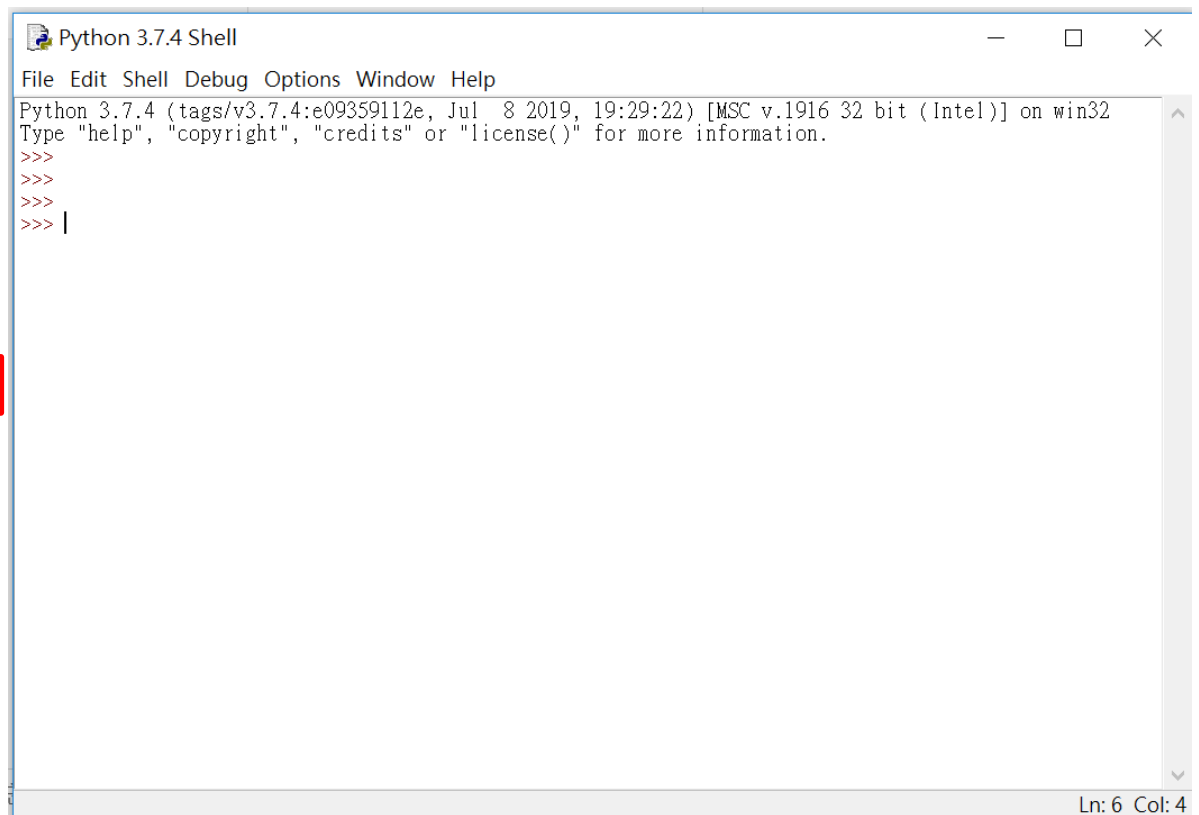 Python 3.7.4 Shell
File Edit Shell Debug Options Window Help
Python 3.7.4 (tags/v3.7.4:e09359112e, Jul  8 2019, 19:29:22) [MSC v.1916 32 bit (Intel)] on win32
Type "help", "copyright", "credits" or "license()" for more information.
>>>
>>>
>>>
>>>
Ln: 6 Col: 4